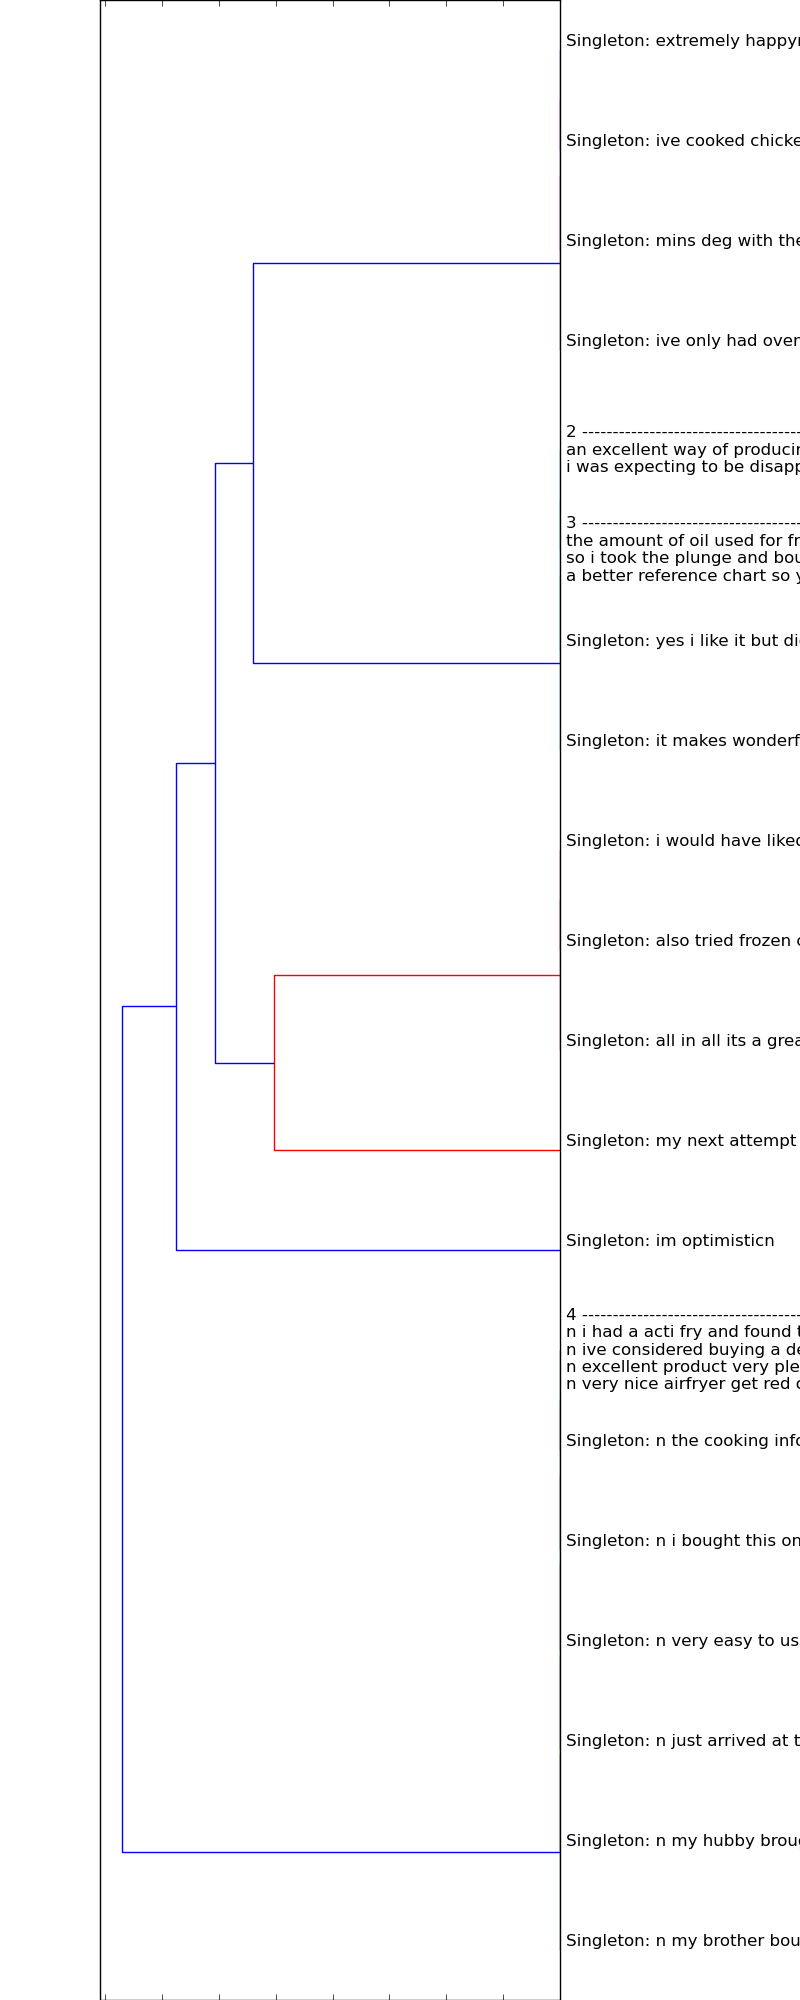 Singleton: extremely happy
Singleton: ive cooked chicke
Singleton: mins deg with the
Singleton: ive only had over
2 ------------------------------------
an excellent way of producin
i was expecting to be disapp
3 ------------------------------------
the amount of oil used for fr
so i took the plunge and bou
a better reference chart so y
Singleton: yes i like it but di
Singleton: it makes wonderf
Singleton: i would have liked
Singleton: also tried frozen c
Singleton: all in all its a grea
Singleton: my next attempt
Singleton: im optimisticn
4 ------------------------------------
n i had a acti fry and found t
n ive considered buying a de
n excellent product very ple
n very nice airfryer get red o
Singleton: n the cooking info
Singleton: n i bought this on
Singleton: n very easy to us
Singleton: n just arrived at t
Singleton: n my hubby broug
Singleton: n my brother bou